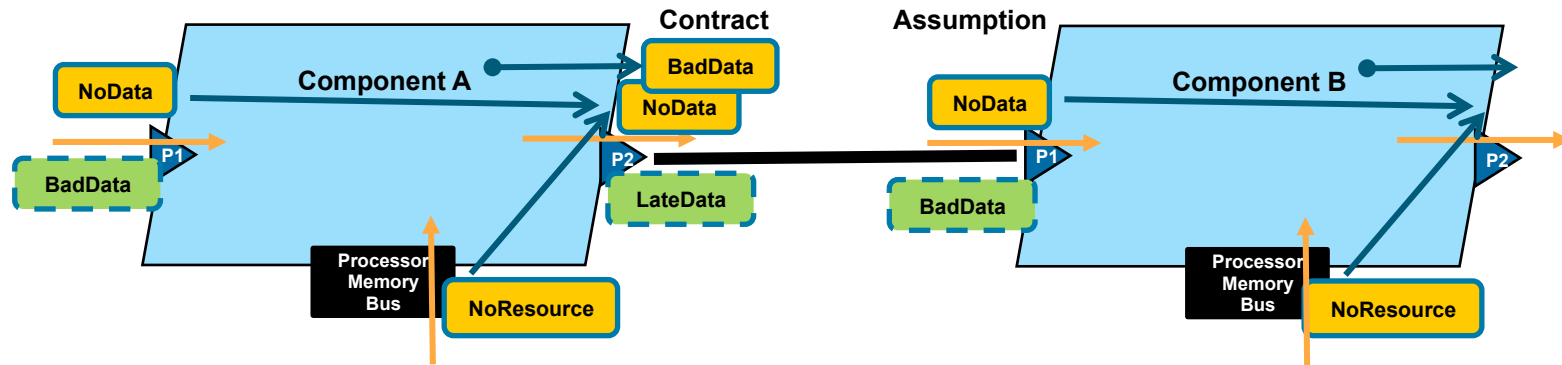 Contract
Assumption
BadData
Component A
NoData
NoData
P1
P2
BadData
LateData
Processor
Memory
Bus
NoResource
Component B
NoData
P1
P2
BadData
Processor
Memory
Bus
NoResource